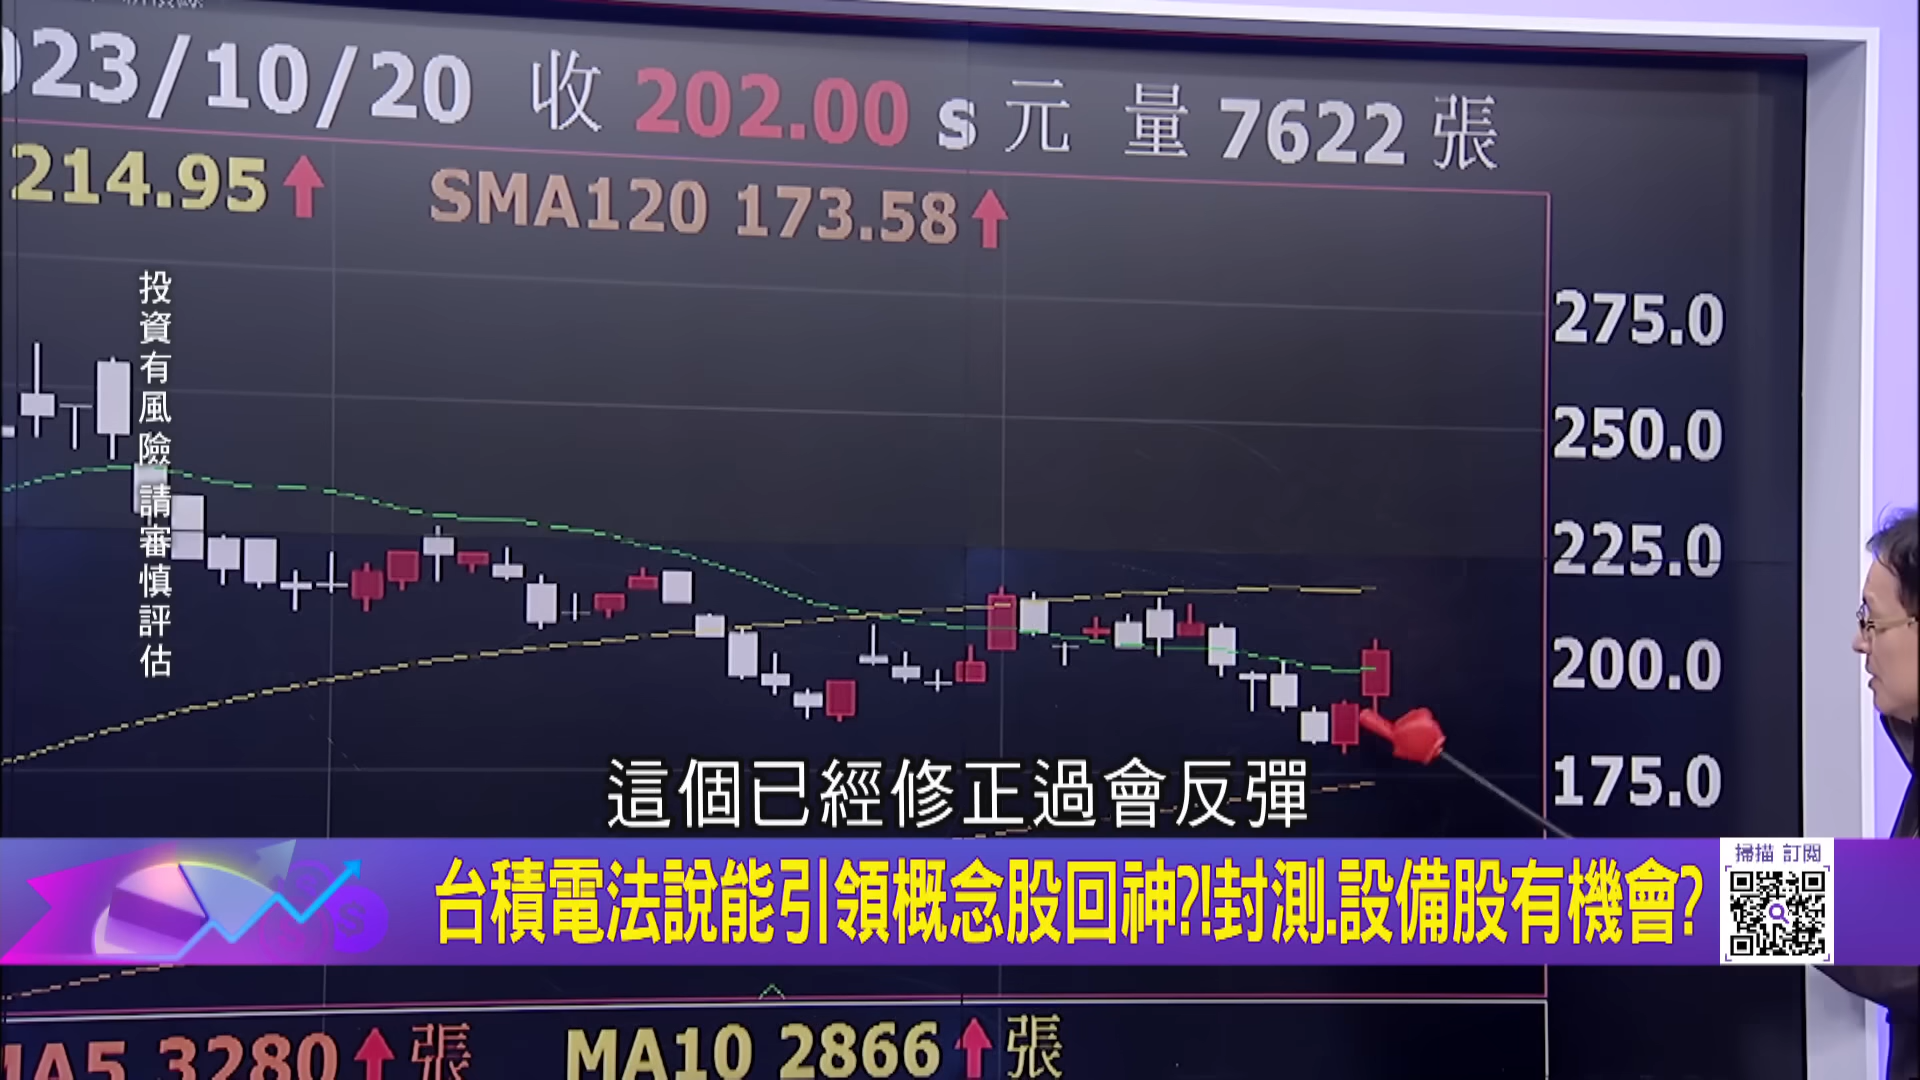 023/10/20 收 202.00 s 元 量 7622 張
214.95↑ SMA120 173.58↑
投資有風險 請審慎評估
275.0
250.0
225.0
200.0
175.0
這個已經修正過會反彈
台積電法說能引領概念股回神?!封測.設備股有機會?
掃描 訂閱
MA5 3280↑張 MA10 2866↑張